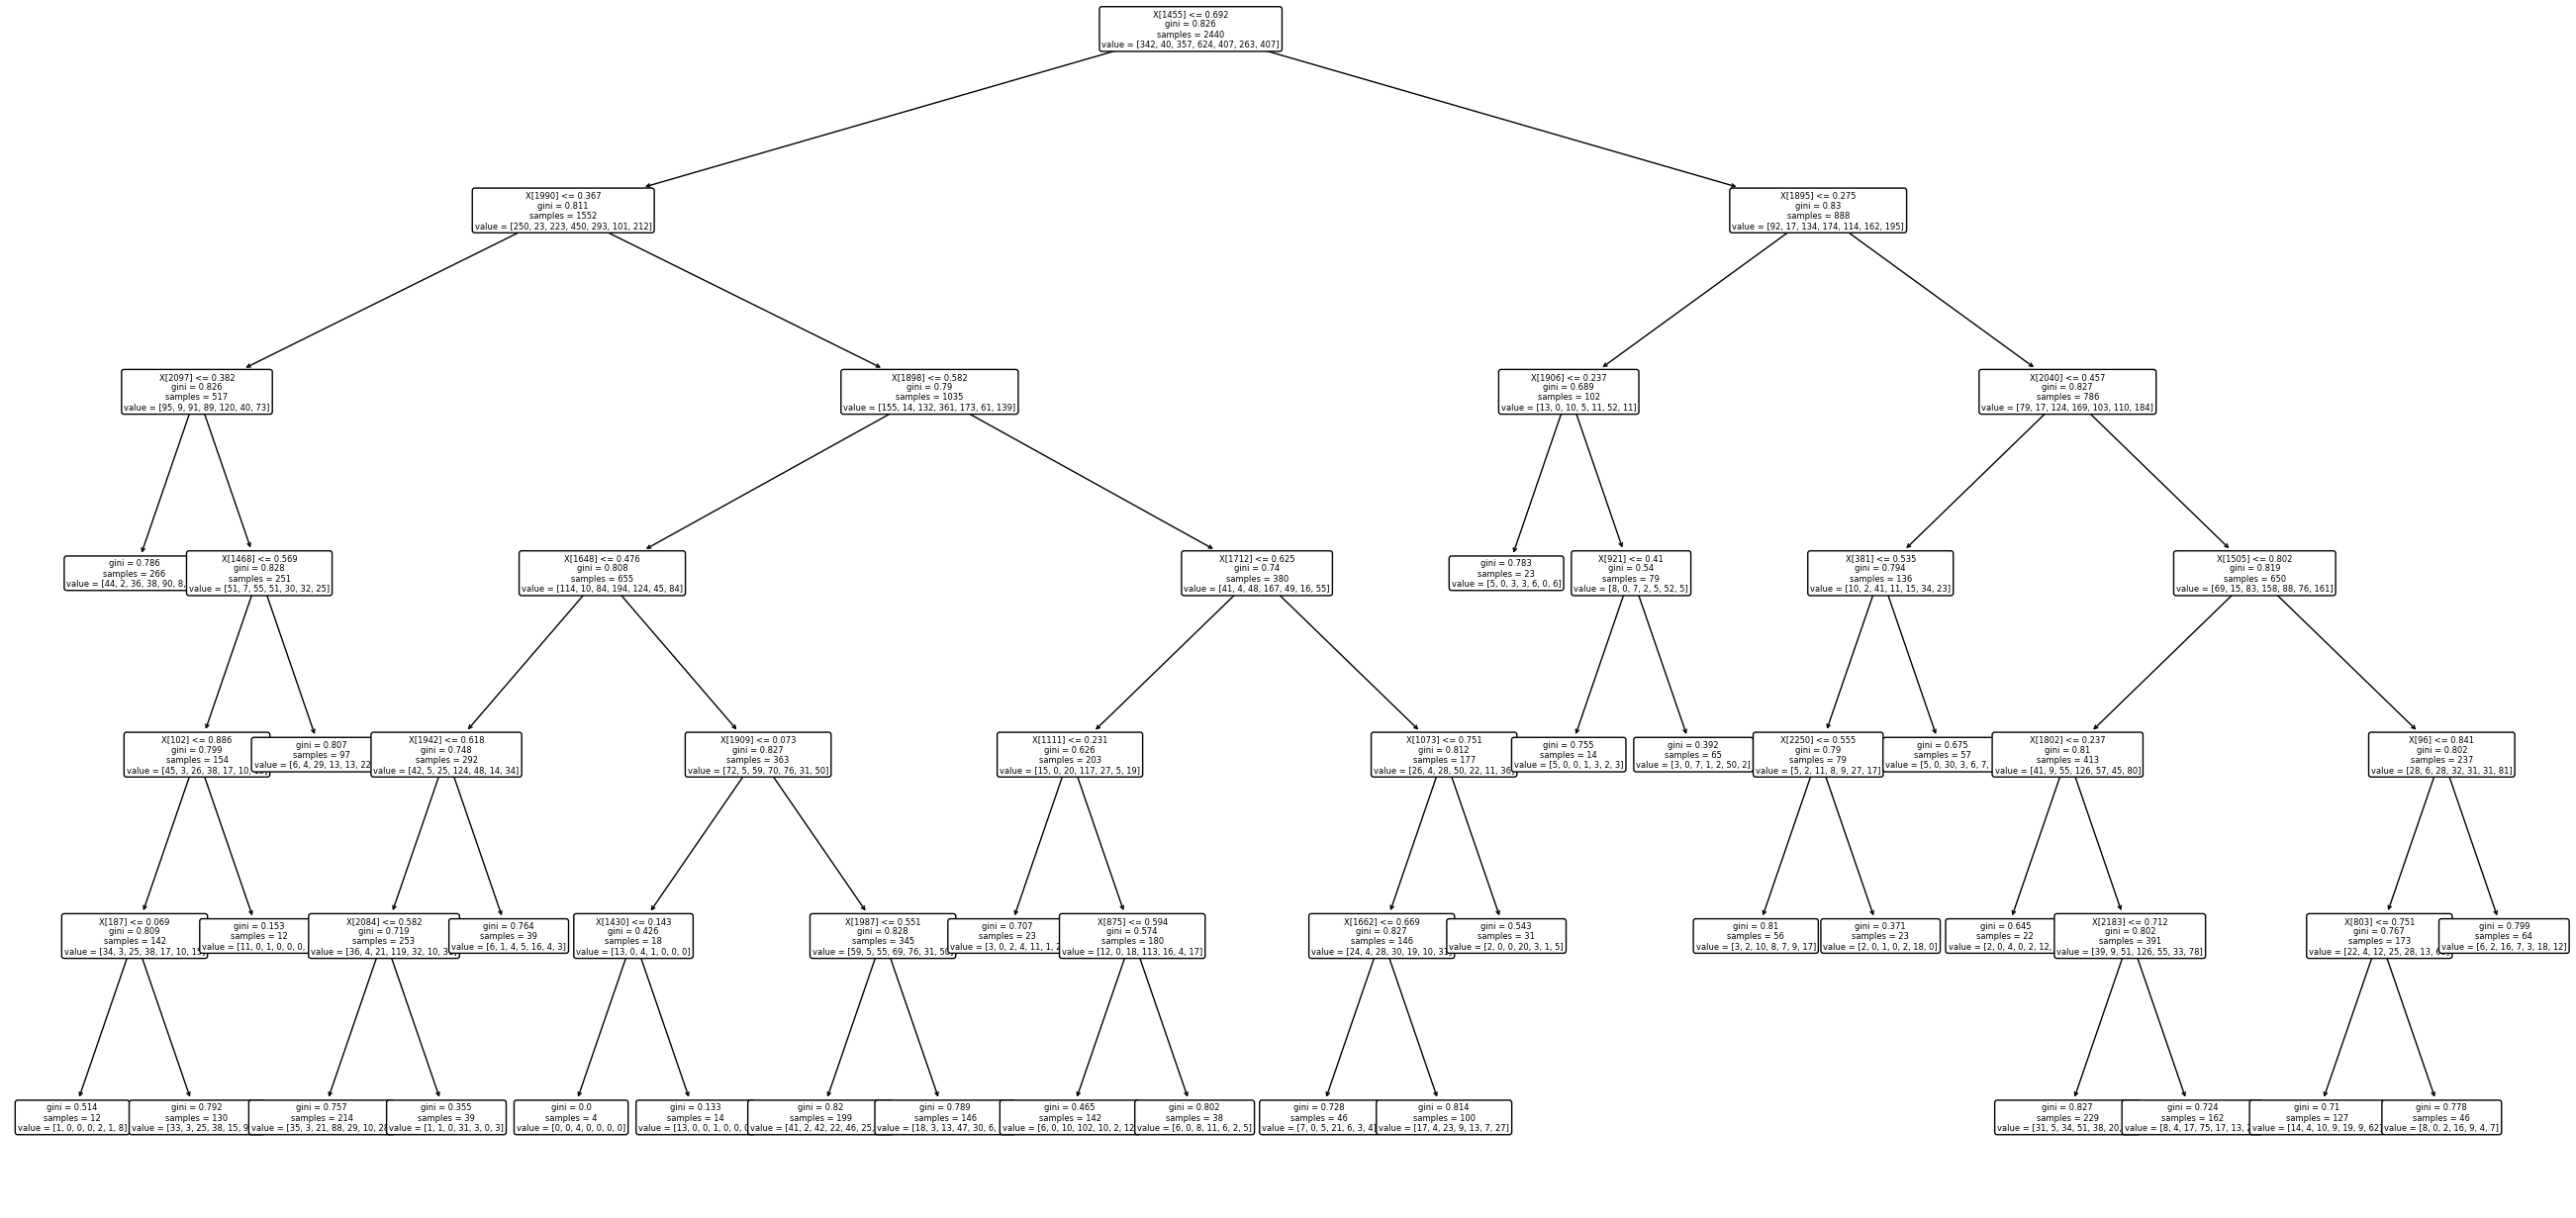 X[1455] <= 0.692
gini = 0.826
samples = 2440
value = [342, 40, 357, 624, 407, 263, 407]
X[1990] <= 0.367
gini = 0.811
samples = 1552
value = [250, 23, 223, 450, 293, 101, 212]
X[1895] <= 0.275
gini = 0.83
samples = 888
value = [92, 17, 134, 174, 114, 162, 195]
X[2097] <= 0.382
gini = 0.826
samples = 517
value = [95, 9, 91, 89, 120, 40, 73]
X[1898] <= 0.582
gini = 0.79
samples = 1035
value = [155, 14, 132, 361, 173, 61, 139]
X[1906] <= 0.237
gini = 0.689
samples = 102
value = [13, 0, 10, 5, 11, 52, 11]
X[2040] <= 0.457
gini = 0.827
samples = 786
value = [79, 17, 124, 169, 103, 110, 184]
gini = 0.786
samples = 266
value = [44, 2, 36, 38, 90, 8,
X[1468] <= 0.569
gini = 0.828
samples = 251
value = [51, 7, 55, 51, 30, 32, 25]
X[1648] <= 0.476
gini = 0.808
samples = 655
value = [114, 10, 84, 194, 124, 45, 84]
X[1712] <= 0.625
gini = 0.74
samples = 380
value = [41, 4, 48, 167, 49, 16, 55]
gini = 0.783
samples = 23
value = [5, 0, 3, 3, 6, 0, 6]
X[921] <= 0.41
gini = 0.54
samples = 79
value = [8, 0, 7, 2, 5, 52, 5]
X[381] <= 0.535
gini = 0.794
samples = 136
value = [10, 2, 41, 11, 15, 34, 23]
X[1505] <= 0.802
gini = 0.819
samples = 650
value = [69, 15, 83, 158, 88, 76, 161]
X[102] <= 0.886
gini = 0.799
samples = 154
value = [45, 3, 26, 38, 17, 10,
gini = 0.807
samples = 97
value = [6, 4, 29, 13, 13, 22
X[1942] <= 0.618
gini = 0.748
samples = 292
value = [42, 5, 25, 124, 48, 14, 34]
X[1909] <= 0.073
gini = 0.827
samples = 363
value = [72, 5, 59, 70, 76, 31, 50]
X[1111] <= 0.231
gini = 0.626
samples = 203
value = [15, 0, 20, 117, 27, 5, 19]
X[1073] <= 0.751
gini = 0.812
samples = 177
value = [26, 4, 28, 50, 22, 11, 36]
gini = 0.755
samples = 14
value = [5, 0, 0, 1, 3, 2, 3]
gini = 0.392
samples = 65
value = [3, 0, 7, 1, 2, 50, 2]
X[2250] <= 0.555
gini = 0.79
samples = 79
value = [5, 2, 11, 8, 9, 27, 17]
gini = 0.675
samples = 57
value = [5, 0, 30, 3, 6, 7,
X[1802] <= 0.237
gini = 0.81
samples = 413
value = [41, 9, 55, 126, 57, 45, 80]
X[96] <= 0.841
gini = 0.802
samples = 237
value = [28, 6, 28, 32, 31, 31, 81]
X[187] <= 0.069
gini = 0.809
samples = 142
value = [34, 3, 25, 38, 17, 10,
gini = 0.153
samples = 12
value = [11, 0, 1, 0, 0, 0,
X[2084] <= 0.582
gini = 0.719
samples = 253
value = [36, 4, 21, 119, 32, 10,
gini = 0.764
samples = 39
value = [6, 1, 4, 5, 16, 4, 3]
X[1430] <= 0.143
gini = 0.426
samples = 18
value = [13, 0, 4, 1, 0, 0, 0]
X[1987] <= 0.551
gini = 0.828
samples = 345
value = [59, 5, 55, 69, 76, 31,
gini = 0.707
samples = 23
value = [3, 0, 2, 4, 11, 1,
X[875] <= 0.594
gini = 0.574
samples = 180
value = [12, 0, 18, 113, 16, 4, 17]
X[1662] <= 0.669
gini = 0.827
samples = 146
value = [24, 4, 28, 30, 19, 10,
gini = 0.543
samples = 31
value = [2, 0, 0, 20, 3, 1, 5]
gini = 0.81
samples = 56
value = [3, 2, 10, 8, 7, 9, 17]
gini = 0.371
samples = 23
value = [2, 0, 1, 0, 2, 18, 0]
gini = 0.645
samples = 22
value = [2, 0, 4, 0, 2, 12,
X[2183] <= 0.712
gini = 0.802
samples = 391
value = [39, 9, 51, 126, 55, 33, 78]
X[803] <= 0.751
gini = 0.767
samples = 173
value = [22, 4, 12, 25, 28, 13,
gini = 0.799
samples = 64
value = [6, 2, 16, 7, 3, 18, 12]
gini = 0.514
samples = 12
value = [1, 0, 0, 0, 2, 1, 8]
gini = 0.792
samples = 130
value = [33, 3, 25, 38, 15, 9
gini = 0.757
samples = 214
value = [35, 3, 21, 88, 29, 10,
gini = 0.355
samples = 39
value = [1, 1, 0, 31, 3, 0, 3]
gini = 0.0
samples = 4
value = [0, 0, 4, 0, 0, 0, 0]
gini = 0.133
samples = 14
value = [13, 0, 0, 1, 0, 0,
gini = 0.82
samples = 199
value = [41, 2, 42, 22, 46, 25,
gini = 0.789
samples = 146
value = [18, 3, 13, 47, 30, 6,
gini = 0.465
samples = 142
value = [6, 0, 10, 102, 10, 2, 12
gini = 0.802
samples = 38
value = [6, 0, 8, 11, 6, 2, 5]
gini = 0.728
samples = 46
value = [7, 0, 5, 21, 6, 3, 4]
gini = 0.814
samples = 100
value = [17, 4, 23, 9, 13, 7, 27]
gini = 0.827
samples = 229
value = [31, 5, 34, 51, 38, 20,
gini = 0.724
samples = 162
value = [8, 4, 17, 75, 17, 13,
gini = 0.71
samples = 127
value = [14, 4, 10, 9, 19, 9, 62]
gini = 0.778
samples = 46
value = [8, 0, 2, 16, 9, 4, 7]